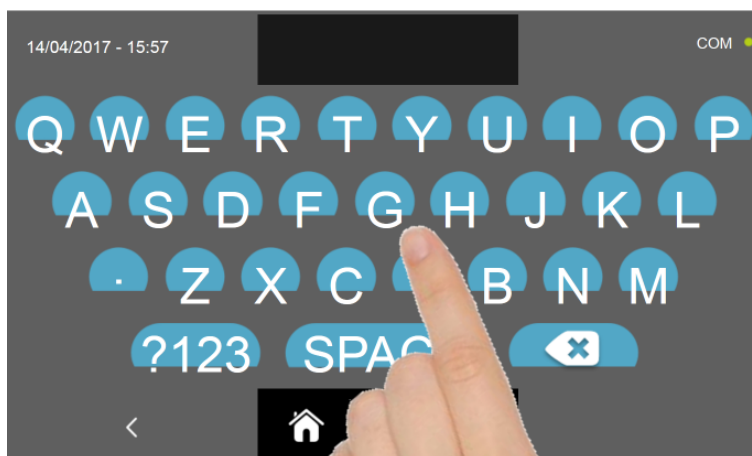 14/04/2017 - 15:57
COM
Q W E R T Y U I O P
A S D F G H J K L
. Z X C B N M
?123